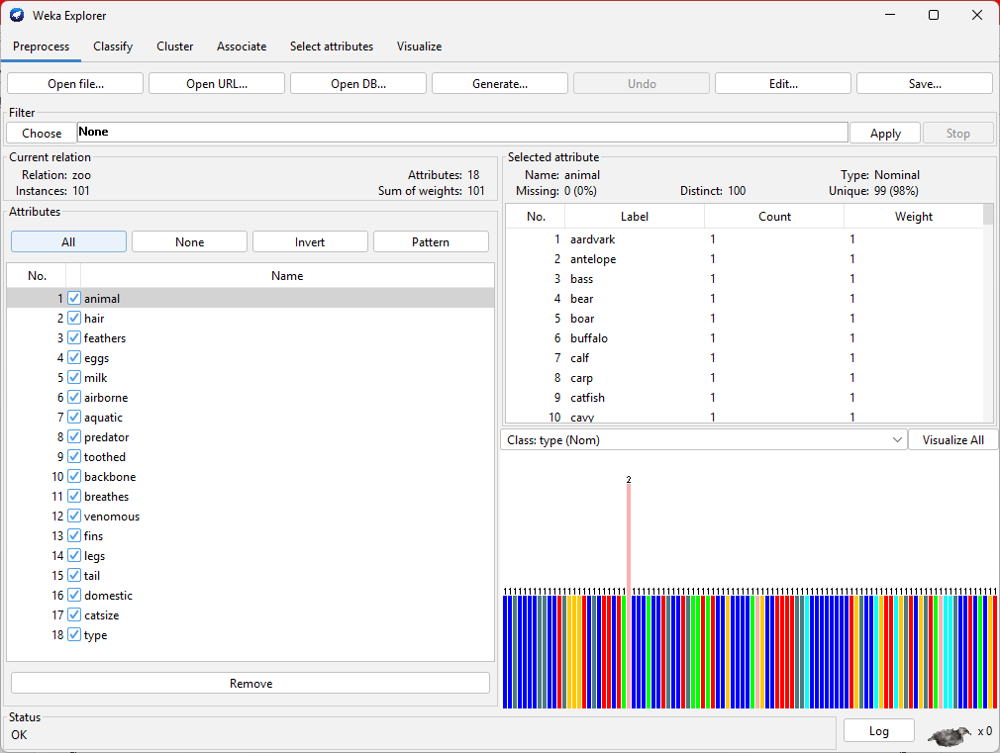 Weka Explorer
Preprocess Classify Cluster Associate Select attributes Visualize
Open file... Open URL... Open DB... Generate... Undo Edit... Save...
Filter
Choose None Apply Stop
Current relation
Relation: zoo Attributes: 18
Instances: 101 Sum of weights: 101
Attributes
All None Invert Pattern
No. Name
1 animal
2 hair
3 feathers
4 eggs
5 milk
6 airborne
7 aquatic
8 predator
9 toothed
10 backbone
11 breathes
12 venomous
13 fins
14 legs
15 tail
16 domestic
17 catsize
18 type
Remove
Selected attribute
Name: animal Type: Nominal
Missing: 0 (0%) Distinct: 100 Unique: 99 (98%)
No. Label Count Weight
1 aardvark 1 1
2 antelope 1 1
3 bass 1 1
4 bear 1 1
5 boar 1 1
6 buffalo 1 1
7 calf 1 1
8 carp 1 1
9 catfish 1 1
10 cavy 1 1
Class: type (Nom) Visualize All
2
Status
OK
Log x 0